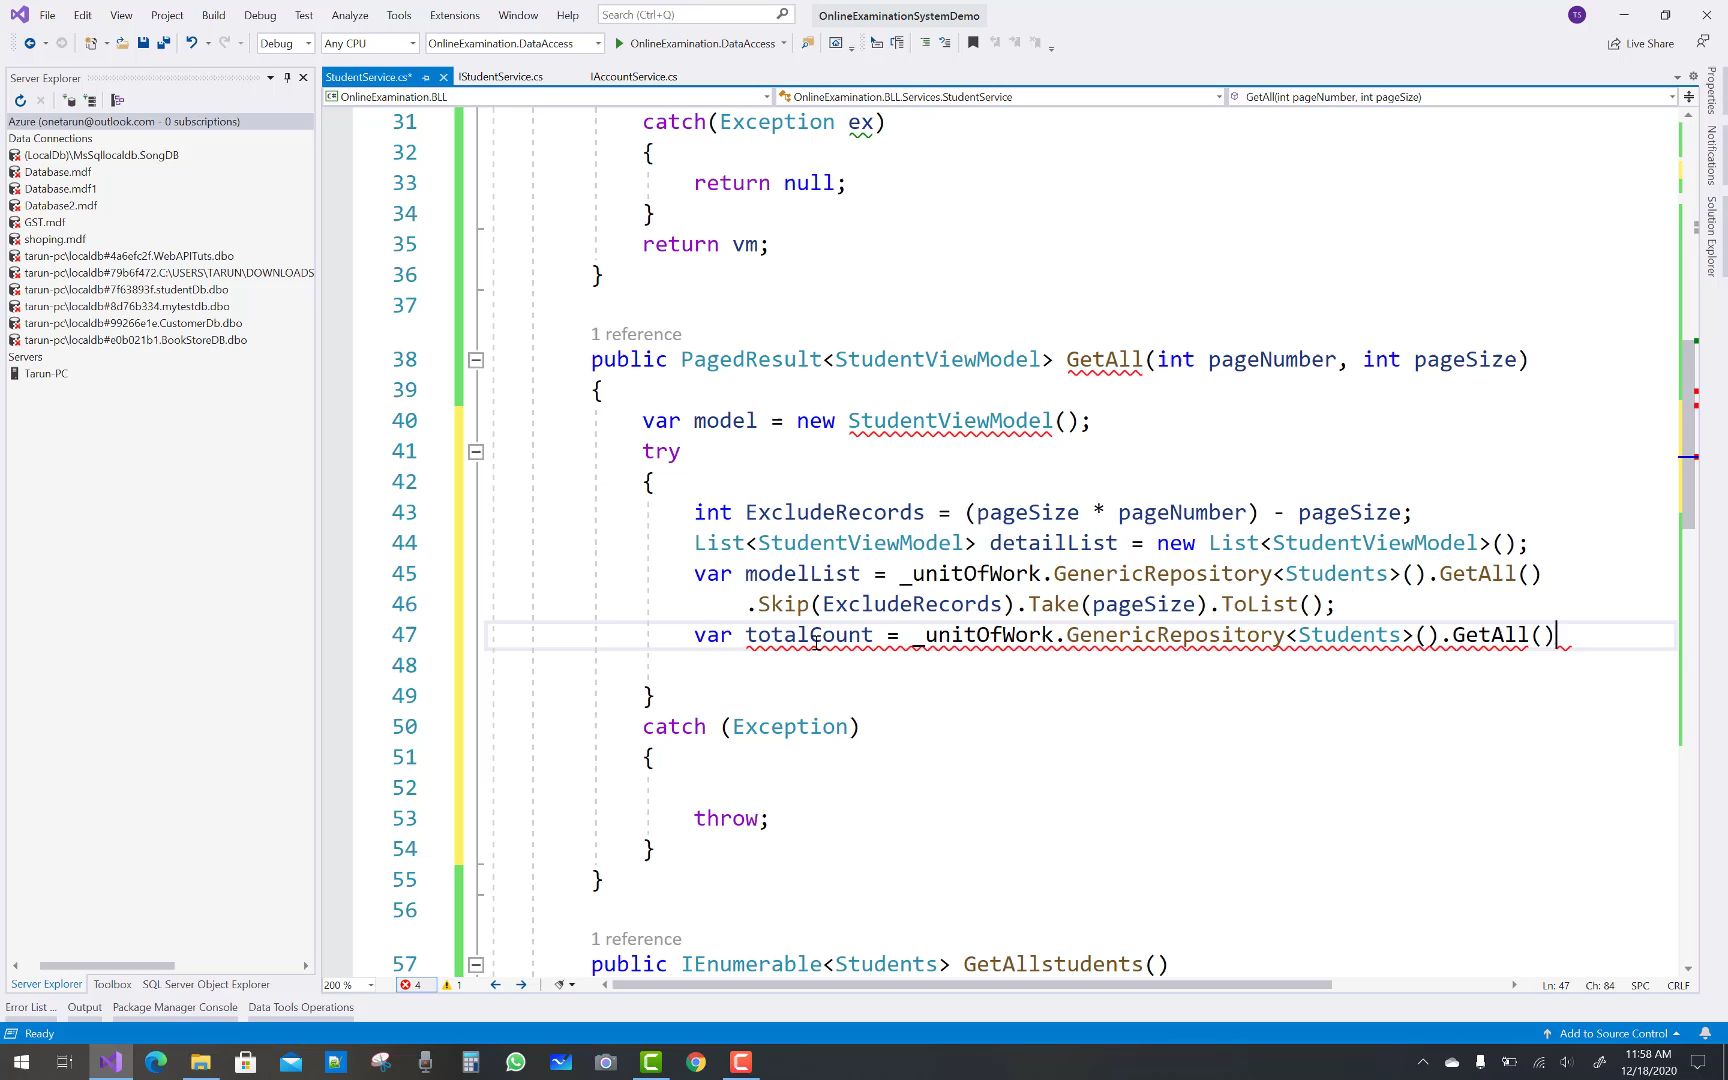 File Edit View Project Build Debug Test Analyze Tools Extensions Window Help Search (Ctrl+Q) OnlineExaminationSystemDemo TS
Debug Any CPU OnlineExamination.DataAccess OnlineExamination.DataAccess Live Share
Server Explorer
StudentService.cs* IStudentService.cs IAccountService.cs
OnlineExamination.BLL OnlineExamination.BLL.Services.StudentService GetAll(int pageNumber, int pageSize)
Azure (onetarun@outlook.com - 0 subscriptions)
Data Connections
(LocalDb)\MsSqllocaldb.SongDB
Database.mdf
Database.mdf1
Database2.mdf
GST.mdf
shoping.mdf
tarun-pc\localdb#4a6efc2f.WebAPITuts.dbo
tarun-pc\localdb#79b6f472.C:\USERS\TARUN\DOWNLOADS
tarun-pc\localdb#7f63893f.studentDb.dbo
tarun-pc\localdb#8d76b334.mytestdb.dbo
tarun-pc\localdb#99266e1e.CustomerDb.dbo
tarun-pc\localdb#e0b021b1.BookStoreDB.dbo
Servers
Tarun-PC
31 catch(Exception ex)
32 {
33 return null;
34 }
35 return vm;
36 }
37
1 reference
38 public PagedResult<StudentViewModel> GetAll(int pageNumber, int pageSize)
39 {
40 var model = new StudentViewModel();
41 try
42 {
43 int ExcludeRecords = (pageSize * pageNumber) - pageSize;
44 List<StudentViewModel> detailList = new List<StudentViewModel>();
45 var modelList = _unitOfWork.GenericRepository<Students>().GetAll()
46 .Skip(ExcludeRecords).Take(pageSize).ToList();
47 var totalCount = _unitOfWork.GenericRepository<Students>().GetAll()
48
49 }
50 catch (Exception)
51 {
52
53 throw;
54 }
55 }
56
1 reference
57 public IEnumerable<Students> GetAllstudents()
Properties
Notifications
Solution Explorer
Server Explorer Toolbox SQL Server Object Explorer
200 % 4 1 Ln: 47 Ch: 84 SPC CRLF
Error List ... Output Package Manager Console Data Tools Operations
Ready Add to Source Control
11:58 AM
12/18/2020